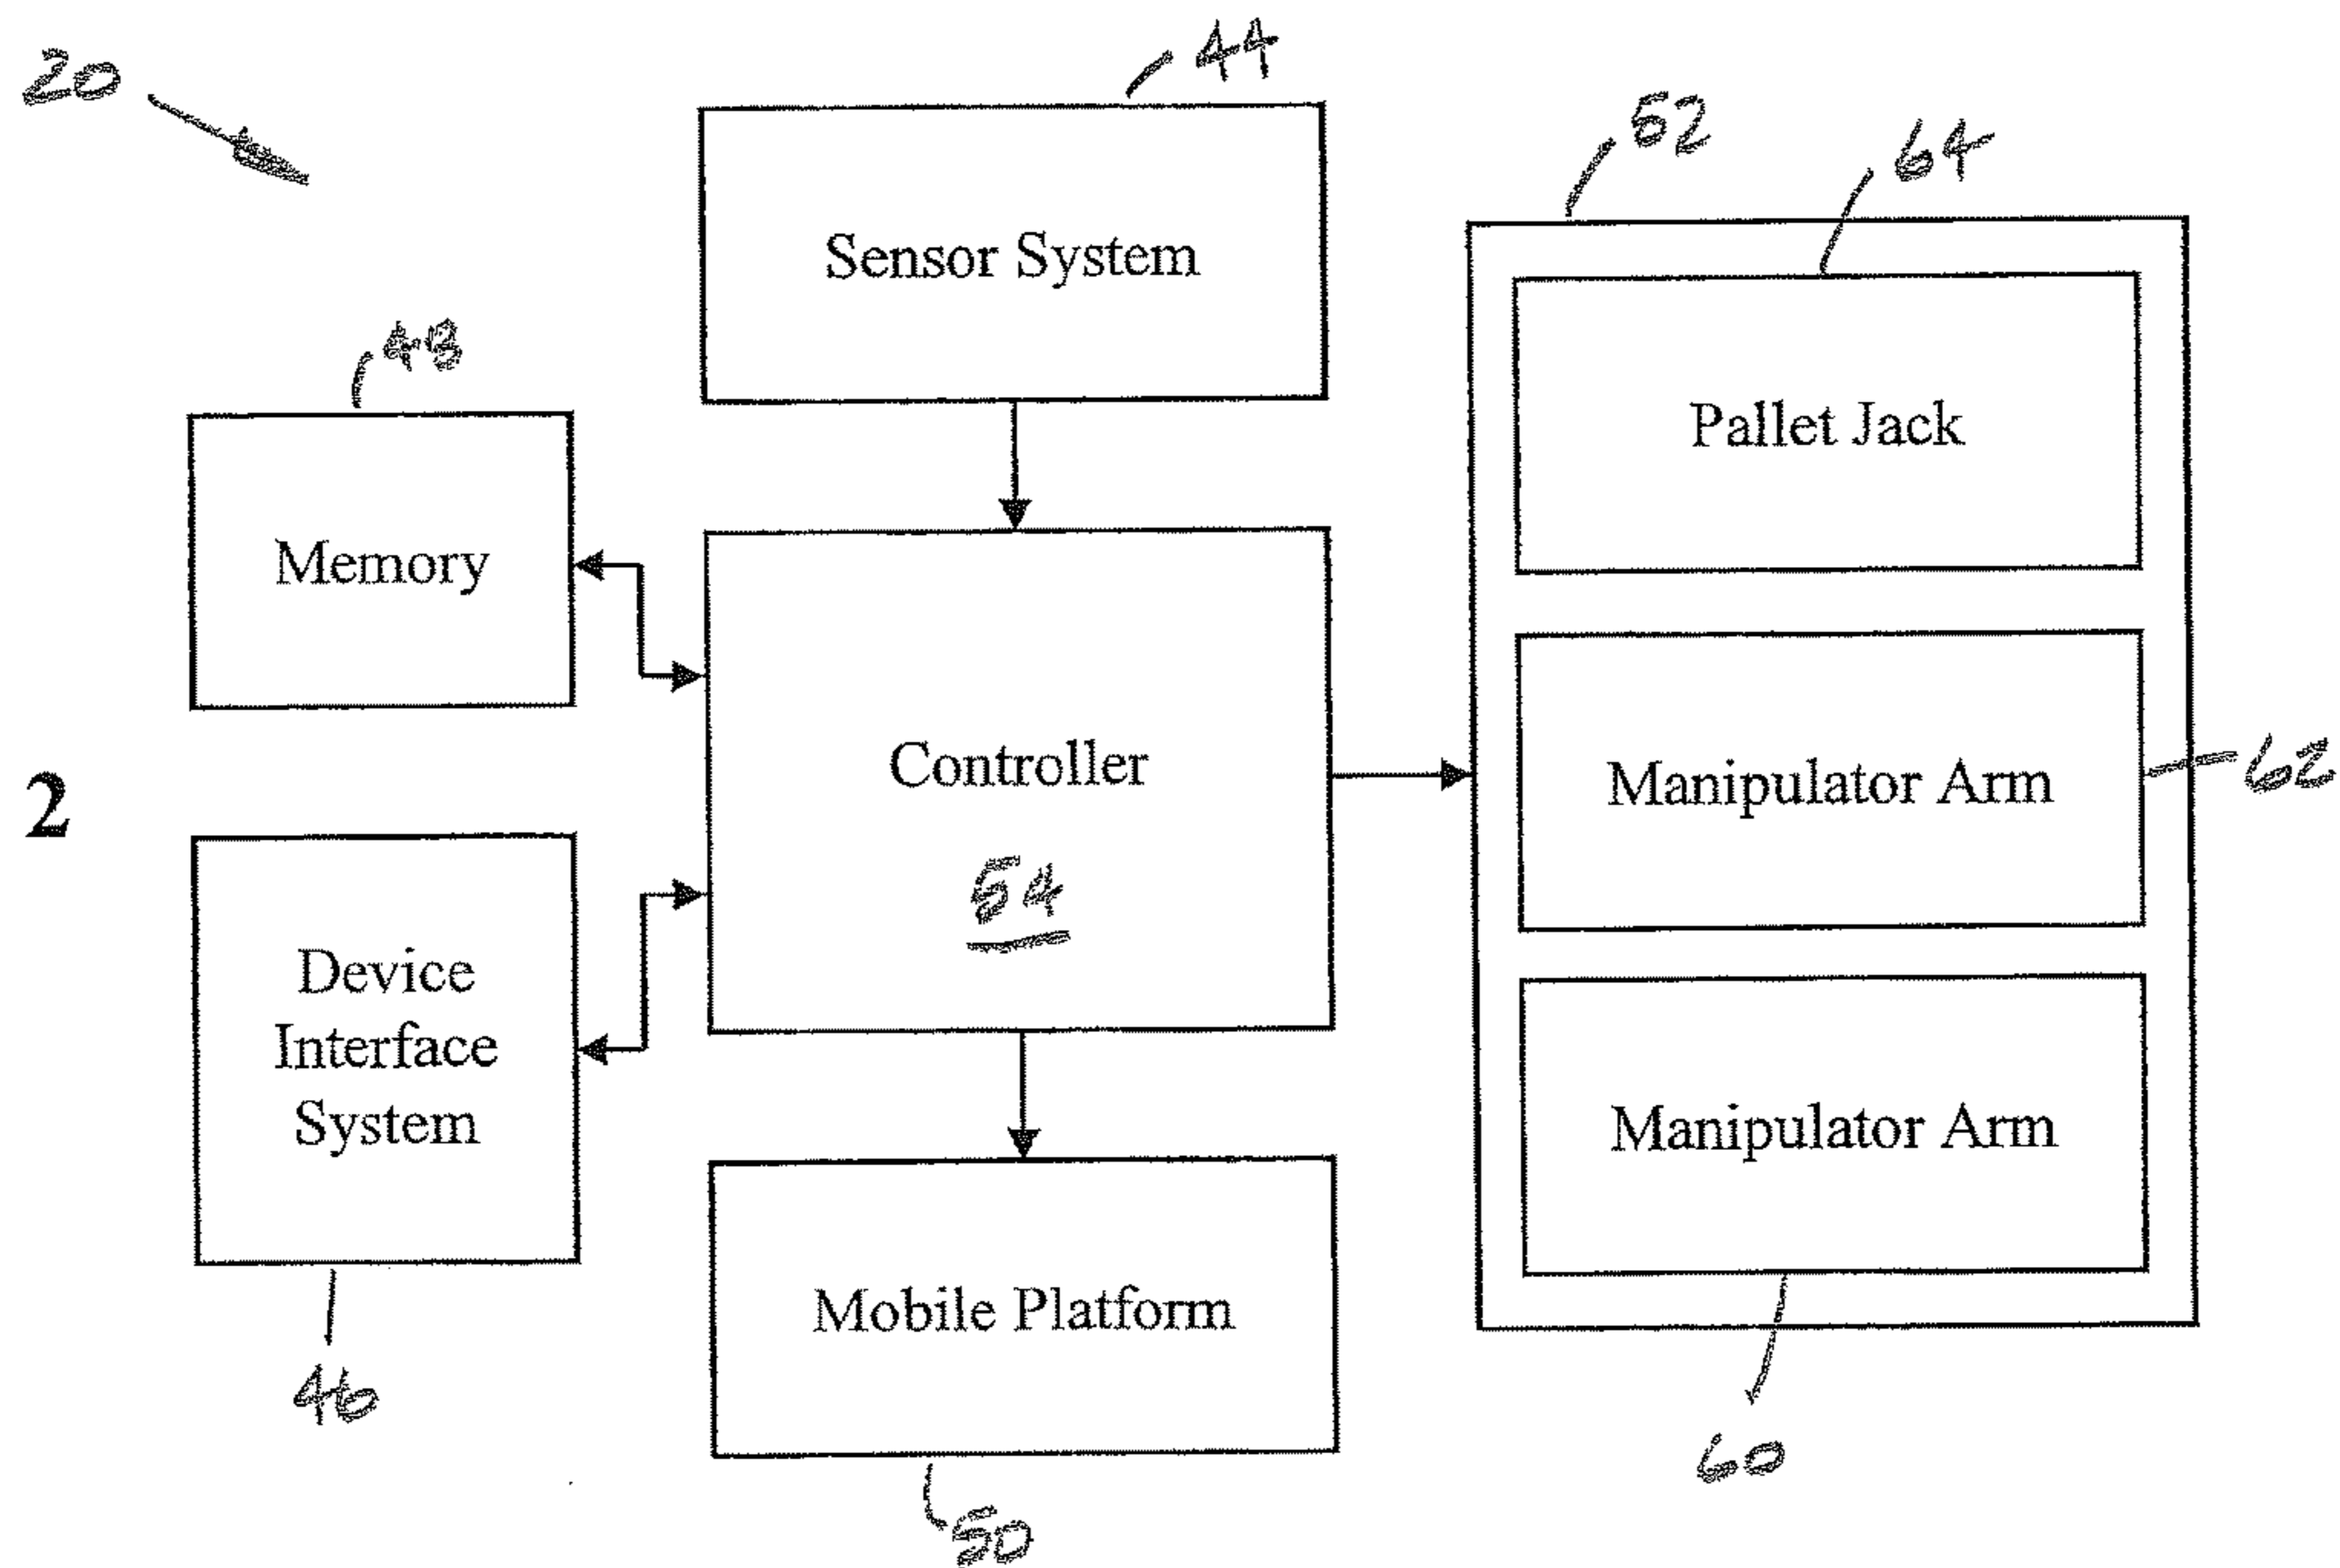 20
44
52
64
Sensor System
48
Pallet Jack
Memory
Controller
54
Manipulator Arm
62
2
Device
Interface
System
Manipulator Arm
Mobile Platform
46
60
50